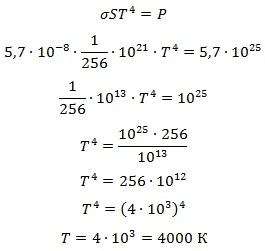 σST⁴ = P
5,7 · 10⁻⁸ · 1/256 · 10²¹ · T⁴ = 5,7 · 10²⁵
1/256 · 10¹³ · T⁴ = 10²⁵
T⁴ = 10²⁵ · 256 / 10¹³
T⁴ = 256 · 10¹²
T⁴ = (4 · 10³)⁴
T = 4 · 10³ = 4000 К